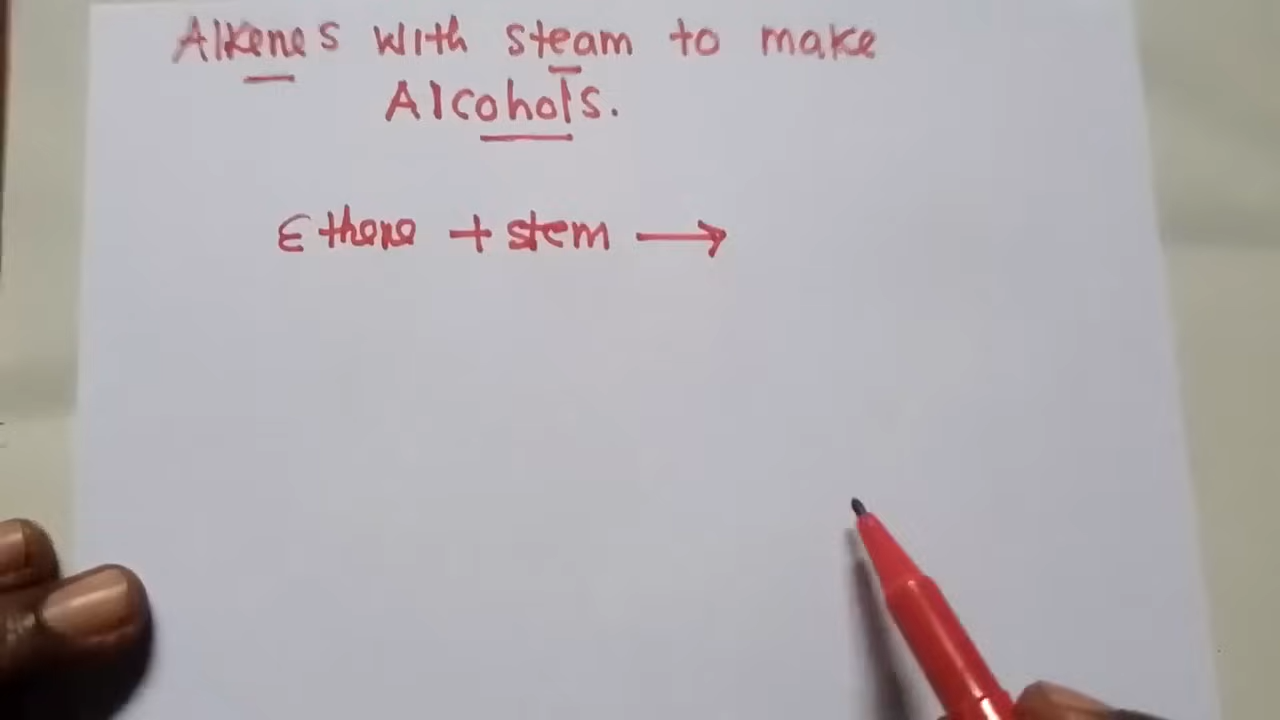 Alkenes with steam to make
Alcohols.
Ethene + stem →